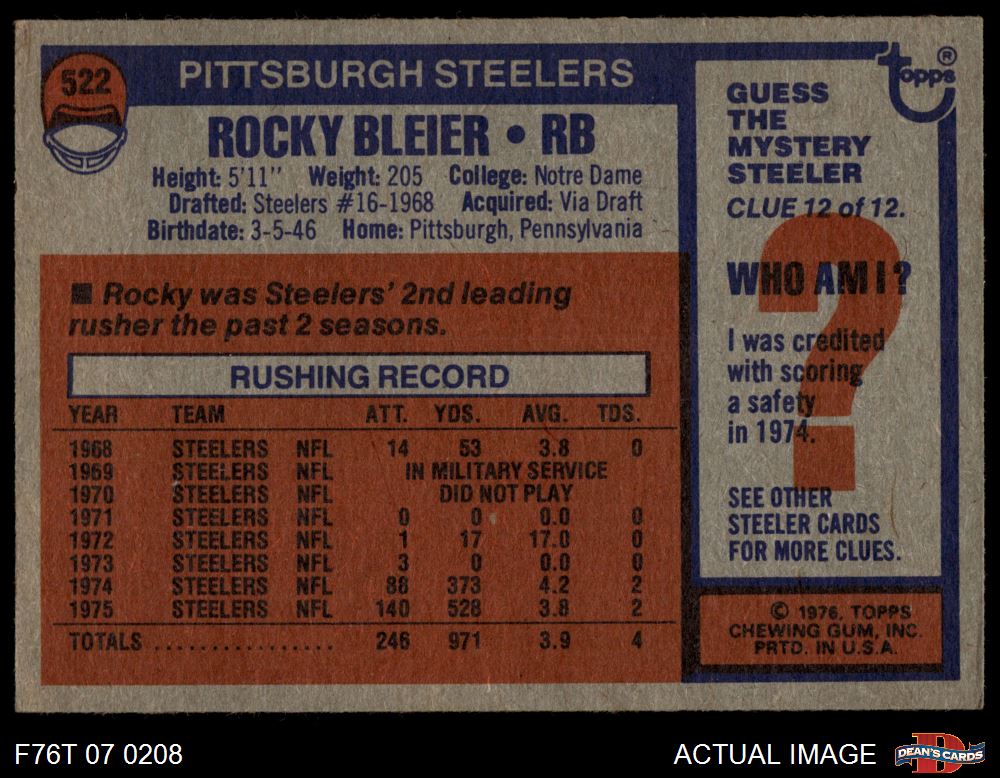 522
PITTSBURGH STEELERS
ROCKY BLEIER • RB
Height: 5'11" Weight: 205 College: Notre Dame
Drafted: Steelers #16-1968 Acquired: Via Draft
Birthdate: 3-5-46 Home: Pittsburgh, Pennsylvania
■ Rocky was Steelers' 2nd leading
rusher the past 2 seasons.
RUSHING RECORD
YEAR TEAM ATT. YDS. AVG. TDS.
1968 STEELERS NFL 14 53 3.8 0
1969 STEELERS NFL IN MILITARY SERVICE
1970 STEELERS NFL DID NOT PLAY
1971 STEELERS NFL 0 0 0.0 0
1972 STEELERS NFL 1 17 17.0 0
1973 STEELERS NFL 3 0 0.0 0
1974 STEELERS NFL 88 373 4.2 2
1975 STEELERS NFL 140 528 3.8 2
TOTALS ................ 246 971 3.9 4
topps ®
GUESS
THE
MYSTERY
STEELER
CLUE 12 of 12.
?
WHO AM I?
I was credited
with scoring
a safety
in 1974.
SEE OTHER
STEELER CARDS
FOR MORE CLUES.
© 1976, TOPPS
CHEWING GUM, INC.
PRTD. IN U.S.A.
F76T 07 0208
ACTUAL IMAGE
D
DEAN'S CARDS